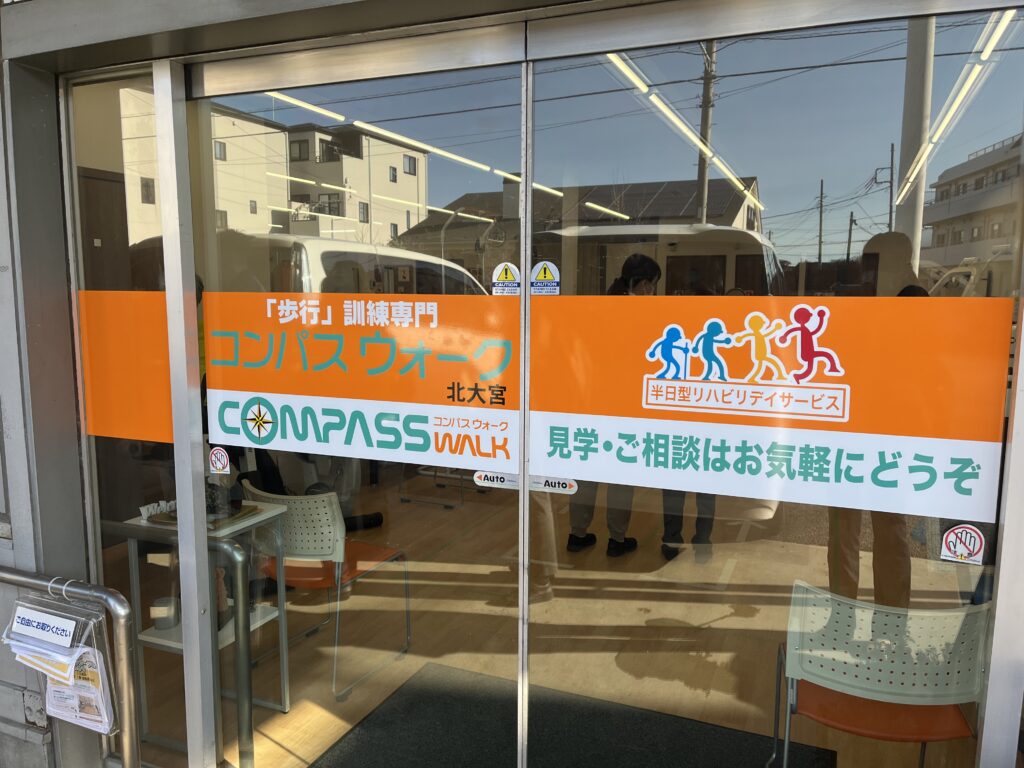 CAUTION
CAUTION
「歩行」訓練専門
コンパス ウォーク
北大宮
COMPASS
コンパス ウォーク
WALK
半日型リハビリデイサービス
見学・ご相談はお気軽にどうぞ
Auto
Auto
ご自由にお取りください